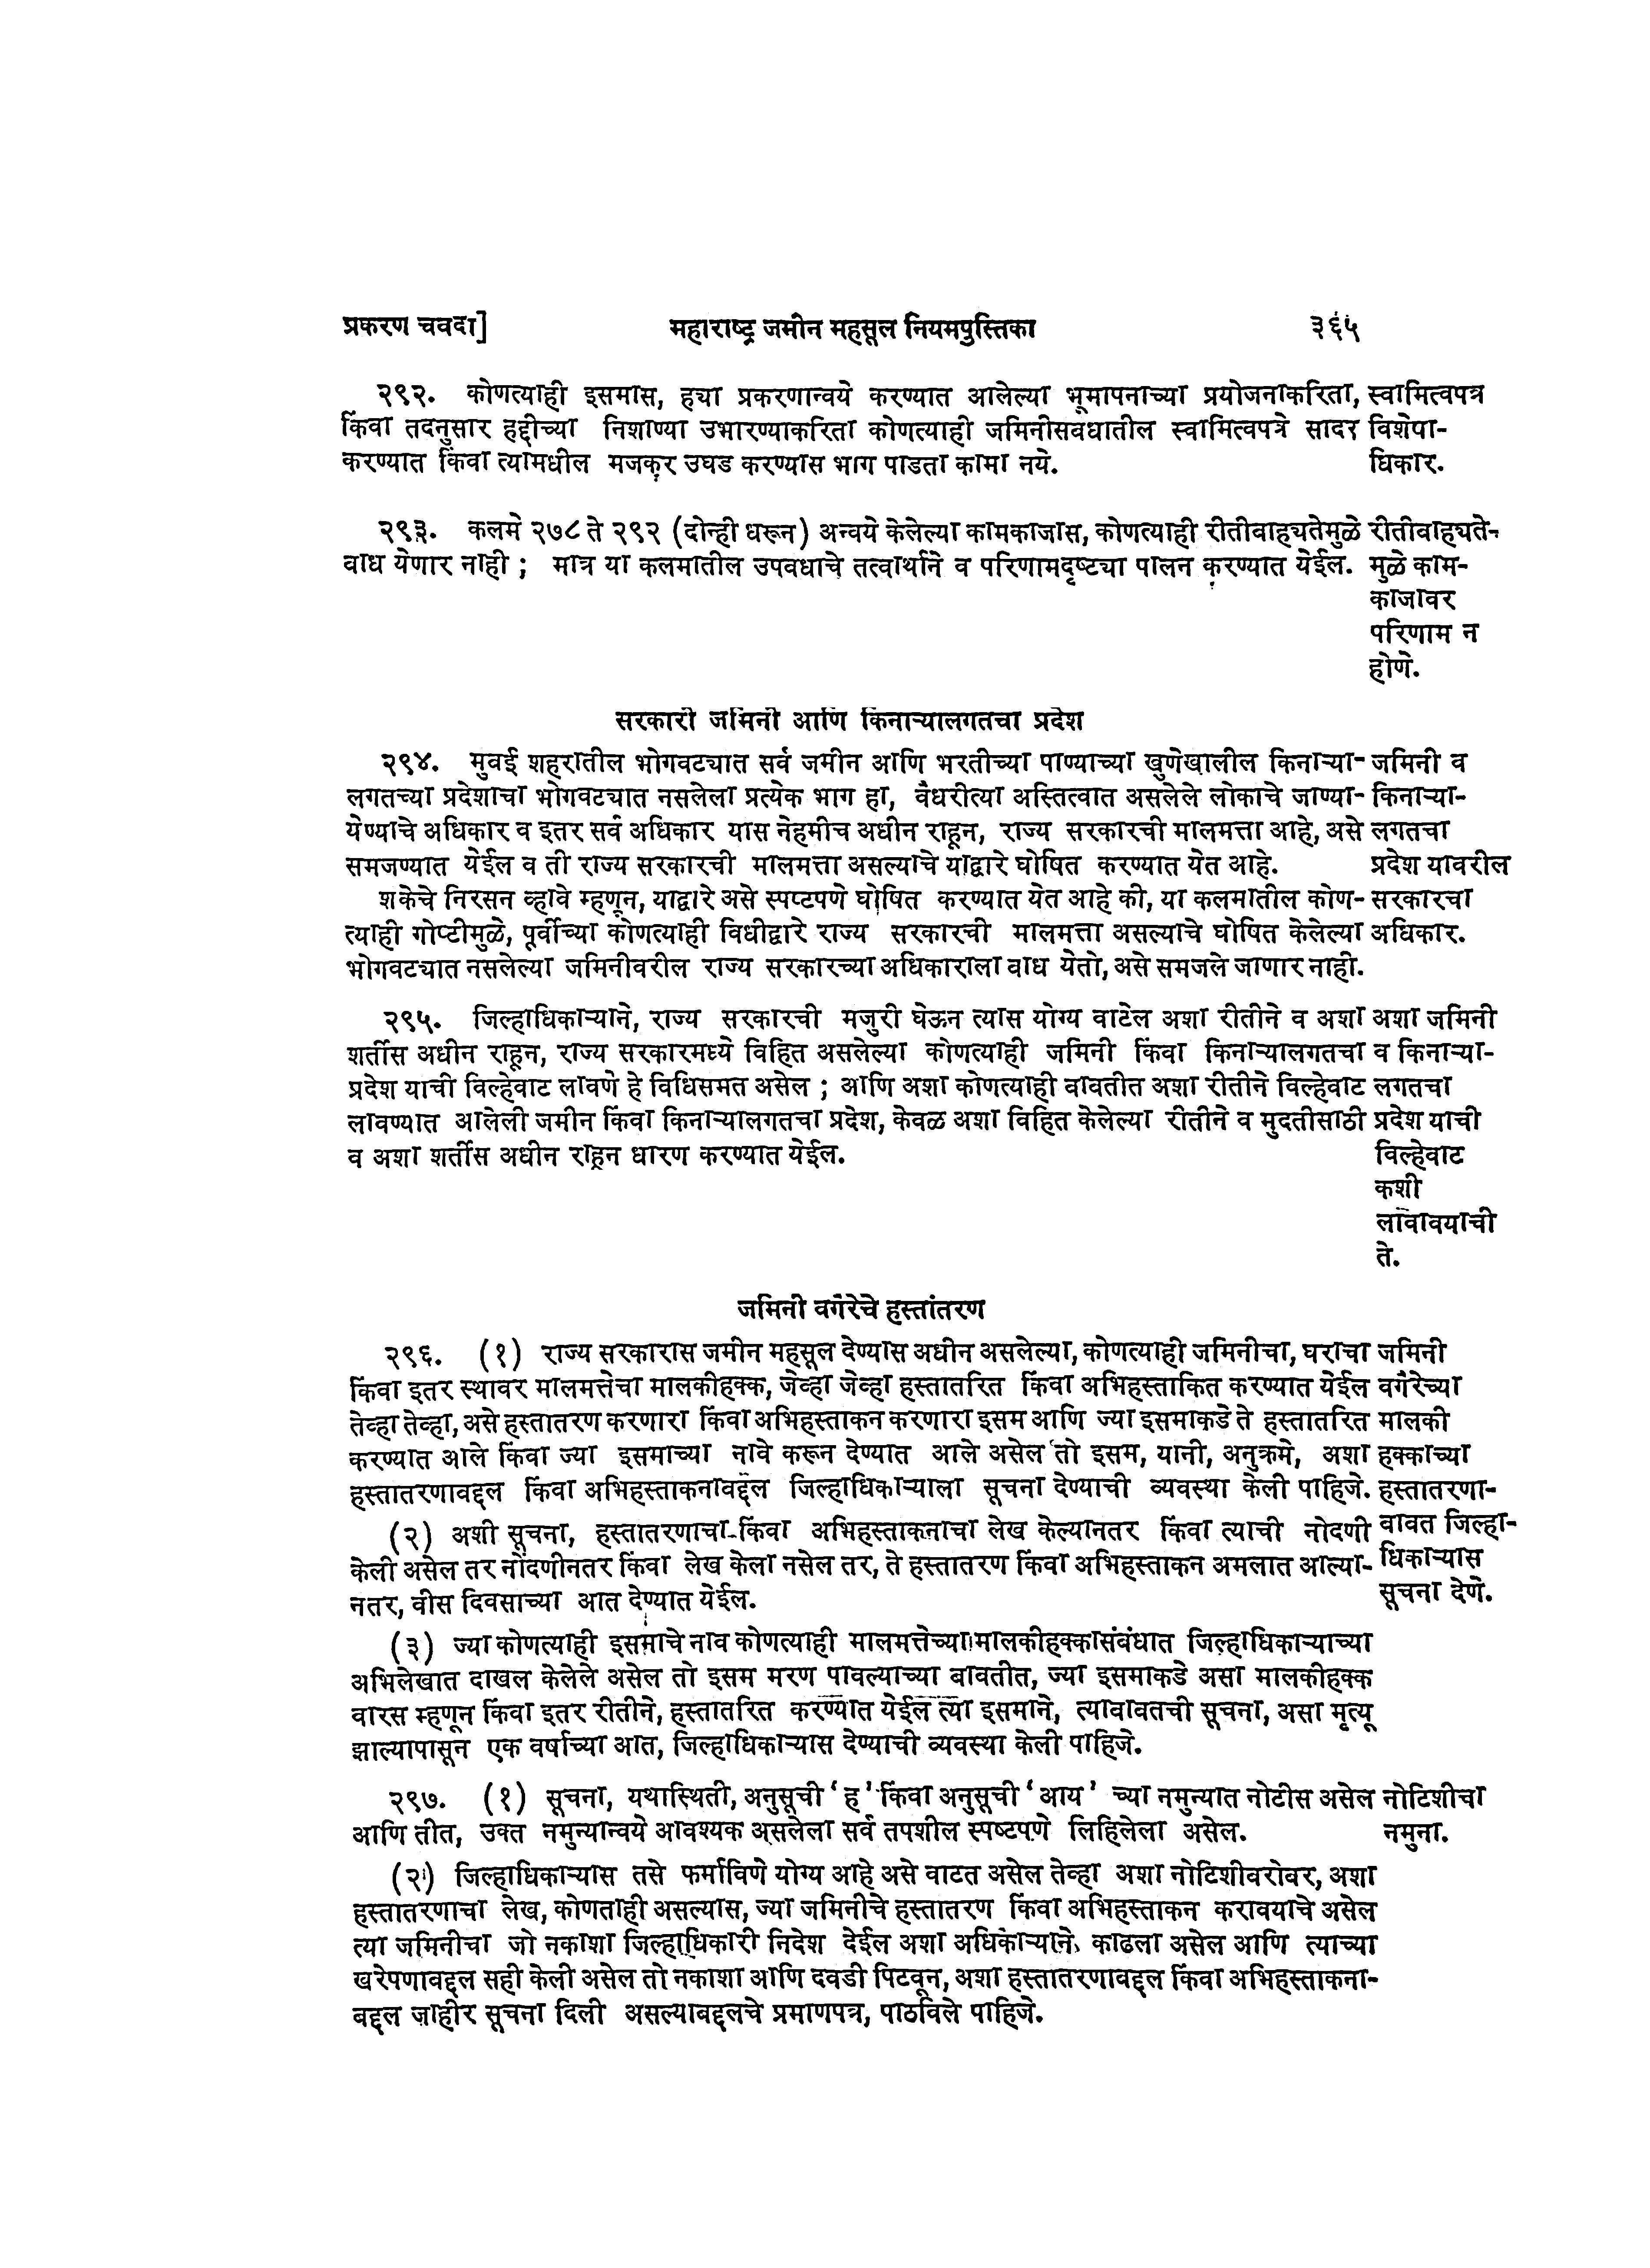 प्रकरण चवदा] महाराष्ट्र जमीन महसूल नियमपुस्तिका ३६५
२९२. कोणत्याही इसमास, ह्या प्रकरणान्वये करण्यात आलेल्या भूमापनाच्या प्रयोजनाकरिता, स्वामित्वपत्र
किंवा तदनुसार हद्दीच्या निशाण्या उभारण्याकरिता कोणत्याही जमिनीसवधातील स्वामित्वपत्रे सादर विशेपा-
करण्यात किंवा त्यामधील मजकूर उघड करण्यास भाग पाडता कामा नये. धिकार.
२९३. कलमे २७८ ते २९२ (दोन्ही धरून) अन्वये केलेल्या कामकाजास, कोणत्याही रीतीवाह्यतेमुळे रीतीवाह्यते-
वाध येणार नाही ; मात्र या कलमातील उपवधाचे तत्वार्थाने व परिणामदृष्ट्या पालन करण्यात येईल. मुळे काम-
काजावर
परिणाम न
होणे.
सरकारी जमिनी आणि किनाऱ्यालगतचा प्रदेश
२९४. मुवई शहरातील भोगवट्यात सर्व जमीन आणि भरतीच्या पाण्याच्या खुणेखालील किनाऱ्या- जमिनी व
लगतच्या प्रदेशाचा भोगवट्यात नसलेला प्रत्येक भाग हा, वैधरीत्या अस्तित्वात असलेले लोकाचे जाण्या- किनाऱ्या-
येण्याचे अधिकार व इतर सर्व अधिकार यास नेहमीच अधीन राहून, राज्य सरकारची मालमत्ता आहे, असे लगतचा
समजण्यात येईल व ती राज्य सरकारची मालमत्ता असल्याचे याद्वारे घोषित करण्यात येत आहे. प्रदेश यावरील
शकेचे निरसन व्हावे म्हणून, याद्वारे असे स्पप्टपणे घोषित करण्यात येत आहे की, या कलमातील कोण- सरकारचा
त्याही गोप्टीमुळे, पूर्वीच्या कोणत्याही विधीद्वारे राज्य सरकारची मालमत्ता असल्याचे घोषित केलेल्या अधिकार.
भोगवट्यात नसलेल्या जमिनीवरील राज्य सरकारच्या अधिकाराला वाध येतो, असे समजले जाणार नाही.
२९५. जिल्हाधिकाऱ्याने, राज्य सरकारची मजुरी घेऊन त्यास योग्य वाटेल अशा रीतीने व अशा अशा जमिनी
शर्तीस अधीन राहून, राज्य सरकारमध्ये विहित असलेल्या कोणत्याही जमिनी किंवा किनाऱ्यालगतचा व किनाऱ्या-
प्रदेश याची विल्हेवाट लावणे हे विधिसमत असेल ; आणि अशा कोणत्याही वावतीत अशा रीतीने विल्हेवाट लगतचा
लावण्यात आलेली जमीन किंवा किनाऱ्यालगतचा प्रदेश, केवळ अशा विहित केलेल्या रीतीने व मुदतीसाठी प्रदेश याची
व अशा शर्तीस अधीन राहून धारण करण्यात येईल. विल्हेवाट
कशी
लावावयाची
ते.
जमिनी वगैरेचे हस्तांतरण
२९६. (१) राज्य सरकारास जमीन महसूल देण्यास अधीन असलेल्या, कोणत्याही जमिनीचा, घराचा जमिनी
किंवा इतर स्थावर मालमत्तेचा मालकीहक्क, जेव्हा जेव्हा हस्तातरित किंवा अभिहस्ताकित करण्यात येईल वगैरेच्या
तेव्हा तेव्हा, असे हस्तातरण करणारा किंवा अभिहस्ताकन करणारा इसम आणि ज्या इसमाकडे ते हस्तातरित मालकी
करण्यात आले किंवा ज्या इसमाच्या नावे करून देण्यात आले असेल तो इसम, यानी, अनुक्रमे, अशा हक्काच्या
हस्तातरणावद्दल किंवा अभिहस्ताकनावद्दल जिल्हाधिकाऱ्याला सूचना देण्याची व्यवस्था केली पाहिजे. हस्तातरणा-
(२) अशी सूचना, हस्तातरणाचा किंवा अभिहस्ताकनाचा लेख केल्यानतर किंवा त्याची नोदणी वावत जिल्हा-
केली असेल तर नोंदणीनतर किंवा लेख केला नसेल तर, ते हस्तातरण किंवा अभिहस्ताकन अमलात आल्या- धिकाऱ्यास
नतर, वीस दिवसाच्या आत देण्यात येईल. सूचना देणे.
(३) ज्या कोणत्याही इसमाचे नाव कोणत्याही मालमत्तेच्या मालकीहक्कासंबंधात जिल्हाधिकाऱ्याच्या
अभिलेखात दाखल केलेले असेल तो इसम मरण पावल्याच्या वावतीत, ज्या इसमाकडे असा मालकीहक्क
वारस म्हणून किंवा इतर रीतीने, हस्तातरित करण्यात येईल त्या इसमाने, त्यावावतची सूचना, असा मृत्यू
झाल्यापासून एक वर्षाच्या आत, जिल्हाधिकाऱ्यास देण्याची व्यवस्था केली पाहिजे.
२९७. (१) सूचना, यथास्थिती, अनुसूची ‘ ह ’ किंवा अनुसूची ‘ आय ’ च्या नमुन्यात नोटीस असेल नोटिशीचा
आणि तीत, उक्त नमुन्यान्वये आवश्यक असलेला सर्व तपशील स्पष्टपणे लिहिलेला असेल. नमुना.
(२) जिल्हाधिकाऱ्यास तसे फर्माविणे योग्य आहे असे वाटत असेल तेव्हा अशा नोटिशीवरोबर, अशा
हस्तातरणाचा लेख, कोणताही असल्यास, ज्या जमिनीचे हस्तातरण किंवा अभिहस्ताकन करावयाचे असेल
त्या जमिनीचा जो नकाशा जिल्हाधिकारी निदेश देईल अशा अधिकाऱ्याने काढला असेल आणि त्याच्या
खरेपणावद्दल सही केली असेल तो नकाशा आणि दवडी पिटवून, अशा हस्तातरणावद्दल किंवा अभिहस्ताकना-
बद्दल जाहीर सूचना दिली असल्याबद्दलचे प्रमाणपत्र, पाठविले पाहिजे.